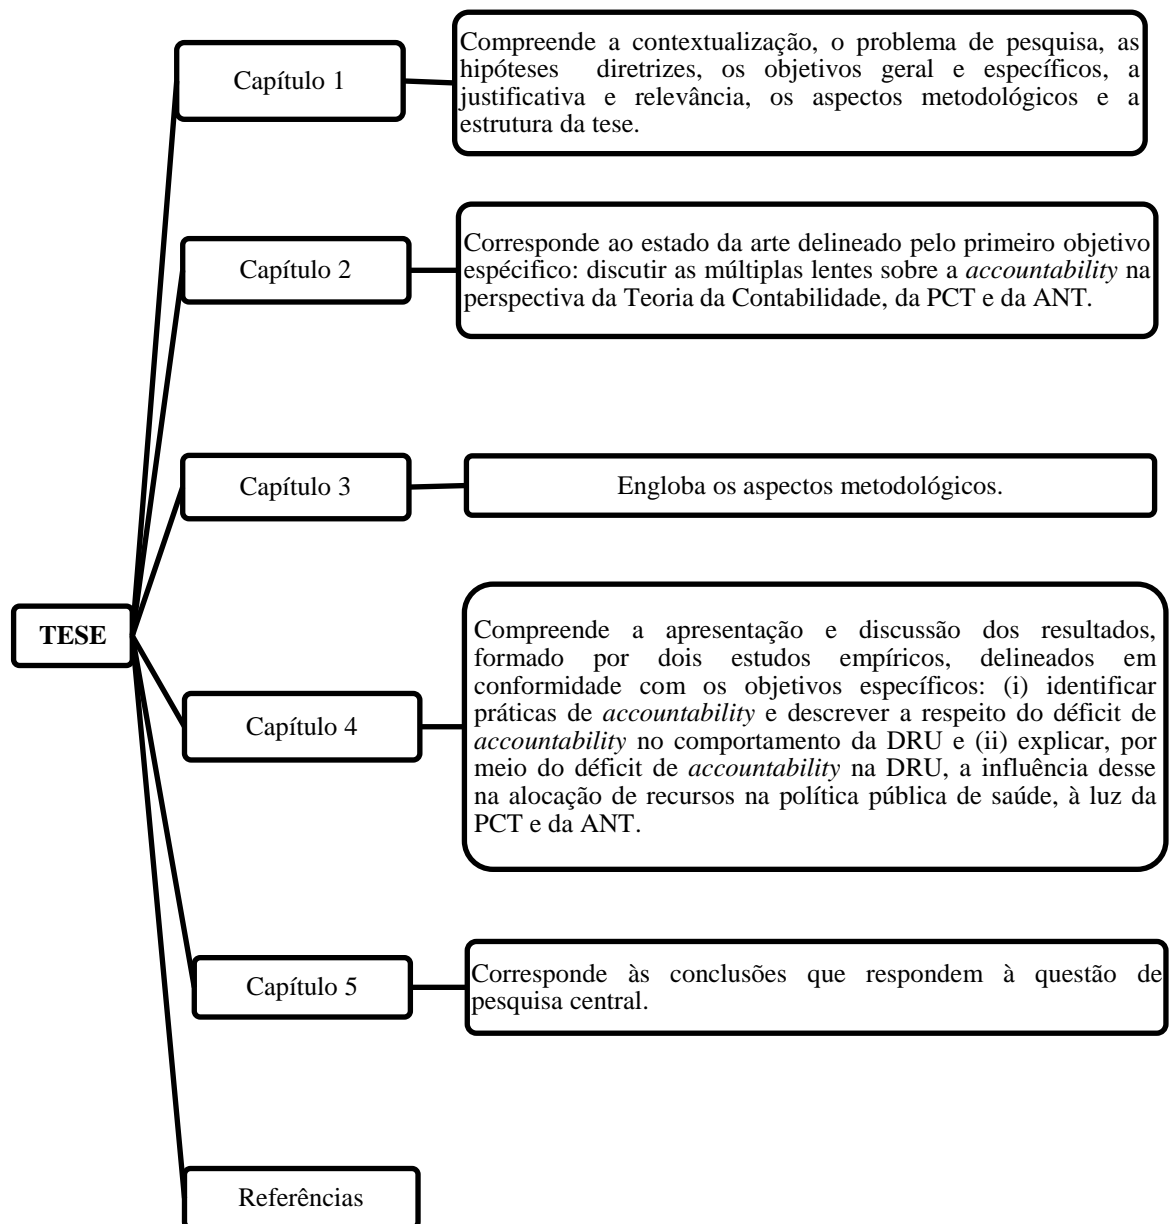 Capítulo 1
Compreende a contextualização, o problema de pesquisa, as
hipóteses diretrizes, os objetivos geral e específicos, a
justificativa e relevância, os aspectos metodológicos e a
estrutura da tese.
Capítulo 2
Corresponde ao estado da arte delineado pelo primeiro objetivo
espécifico: discutir as múltiplas lentes sobre a accountability na
perspectiva da Teoria da Contabilidade, da PCT e da ANT.
Capítulo 3
Engloba os aspectos metodológicos.
TESE
Capítulo 4
Compreende a apresentação e discussão dos resultados,
formado por dois estudos empíricos, delineados em
conformidade com os objetivos específicos: (i) identificar
práticas de accountability e descrever a respeito do déficit de
accountability no comportamento da DRU e (ii) explicar, por
meio do déficit de accountability na DRU, a influência desse
na alocação de recursos na política pública de saúde, à luz da
PCT e da ANT.
Capítulo 5
Corresponde às conclusões que respondem à questão de
pesquisa central.
Referências